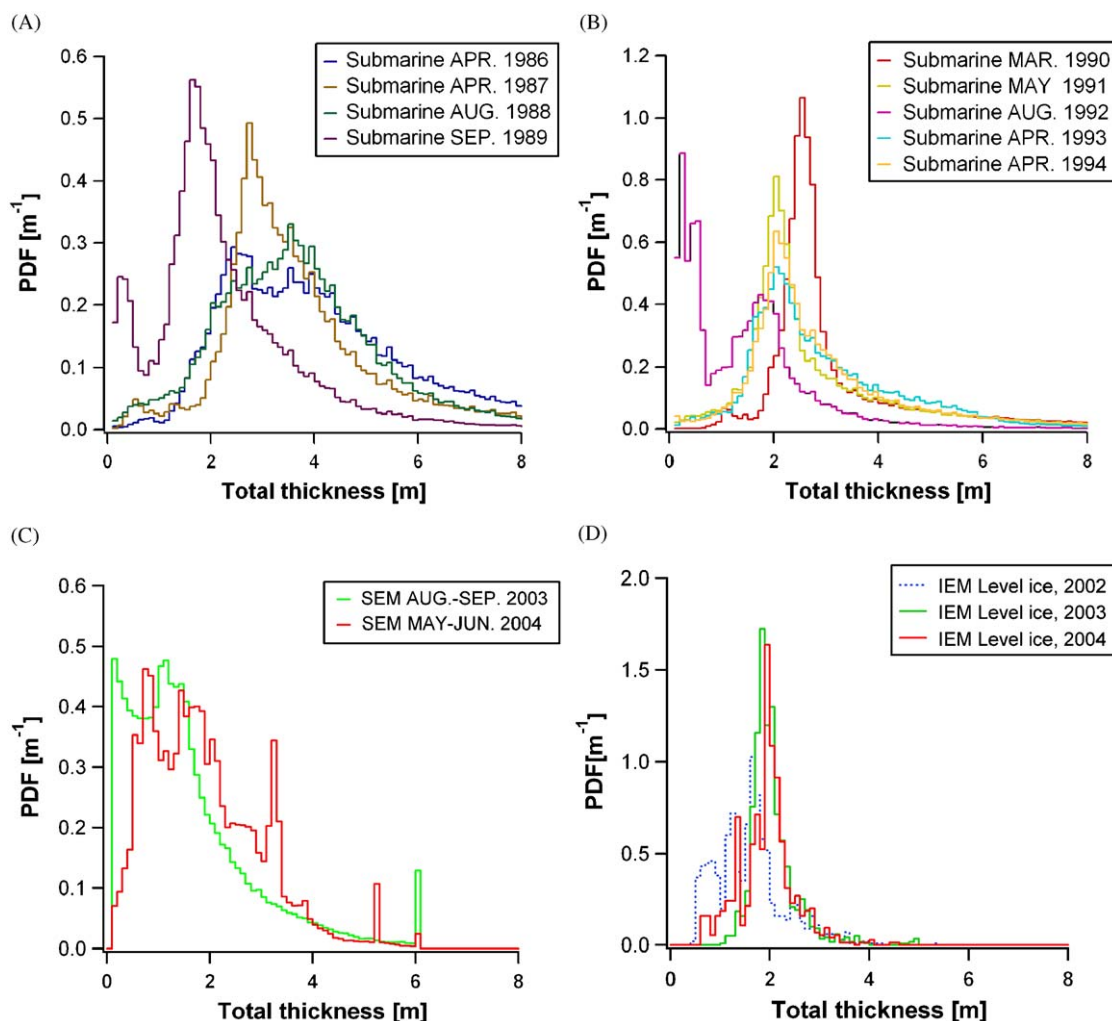 (A)
0.6
0.5
0.4
0.3
0.2
0.1
0.0
PDF [m⁻¹]
Submarine APR. 1986
Submarine APR. 1987
Submarine AUG. 1988
Submarine SEP. 1989
0 2 4 6 8
Total thickness [m]
(B)
1.2
1.0
0.8
0.6
0.4
0.2
0.0
PDF [m⁻¹]
Submarine MAR. 1990
Submarine MAY 1991
Submarine AUG. 1992
Submarine APR. 1993
Submarine APR. 1994
0 2 4 6 8
Total thickness [m]
(C)
0.6
0.5
0.4
0.3
0.2
0.1
0.0
PDF [m⁻¹]
SEM AUG.-SEP. 2003
SEM MAY-JUN. 2004
0 2 4 6 8
Total thickness [m]
(D)
2.0
1.5
1.0
0.5
0.0
PDF[m⁻¹]
IEM Level ice, 2002
IEM Level ice, 2003
IEM Level ice, 2004
0 2 4 6 8
Total thickness [m]